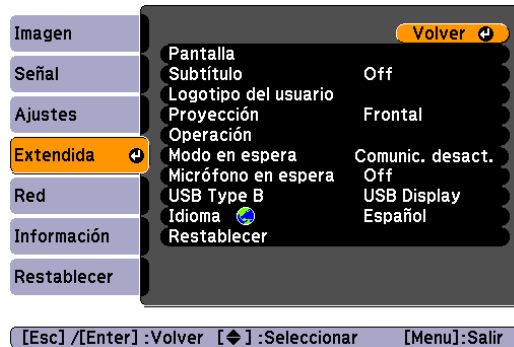 Imagen
Señal
Ajustes
Extendida
Red
Información
Restablecer
Volver
Pantalla
Subtítulo Off
Logotipo del usuario
Proyección Frontal
Operación
Modo en espera Comunic. desact.
Micrófono en espera Off
USB Type B USB Display
Idioma Español
Restablecer
[Esc] /[Enter] :Volver [◆] :Seleccionar [Menu]:Salir